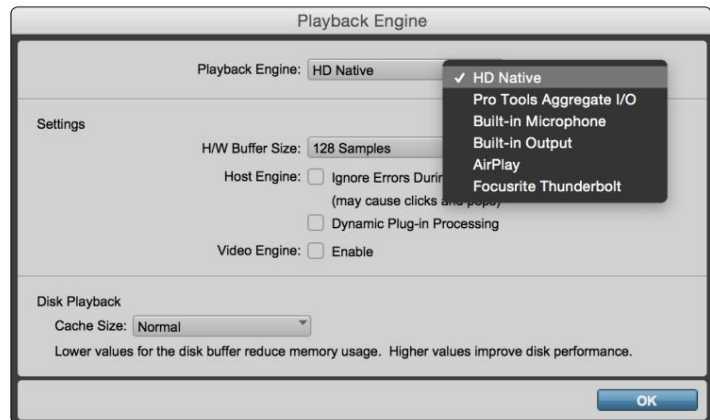 Playback Engine
Playback Engine: HD Native
✓ HD Native
Pro Tools Aggregate I/O
Built-in Microphone
Built-in Output
AirPlay
Focusrite Thunderbolt
Settings
H/W Buffer Size: 128 Samples
Host Engine: Ignore Errors
(may cause clicks and pops)
Dynamic Plug-in Processing
Video Engine: Enable
Disk Playback
Cache Size: Normal
Lower values for the disk buffer reduce memory usage. Higher values improve disk performance.
OK